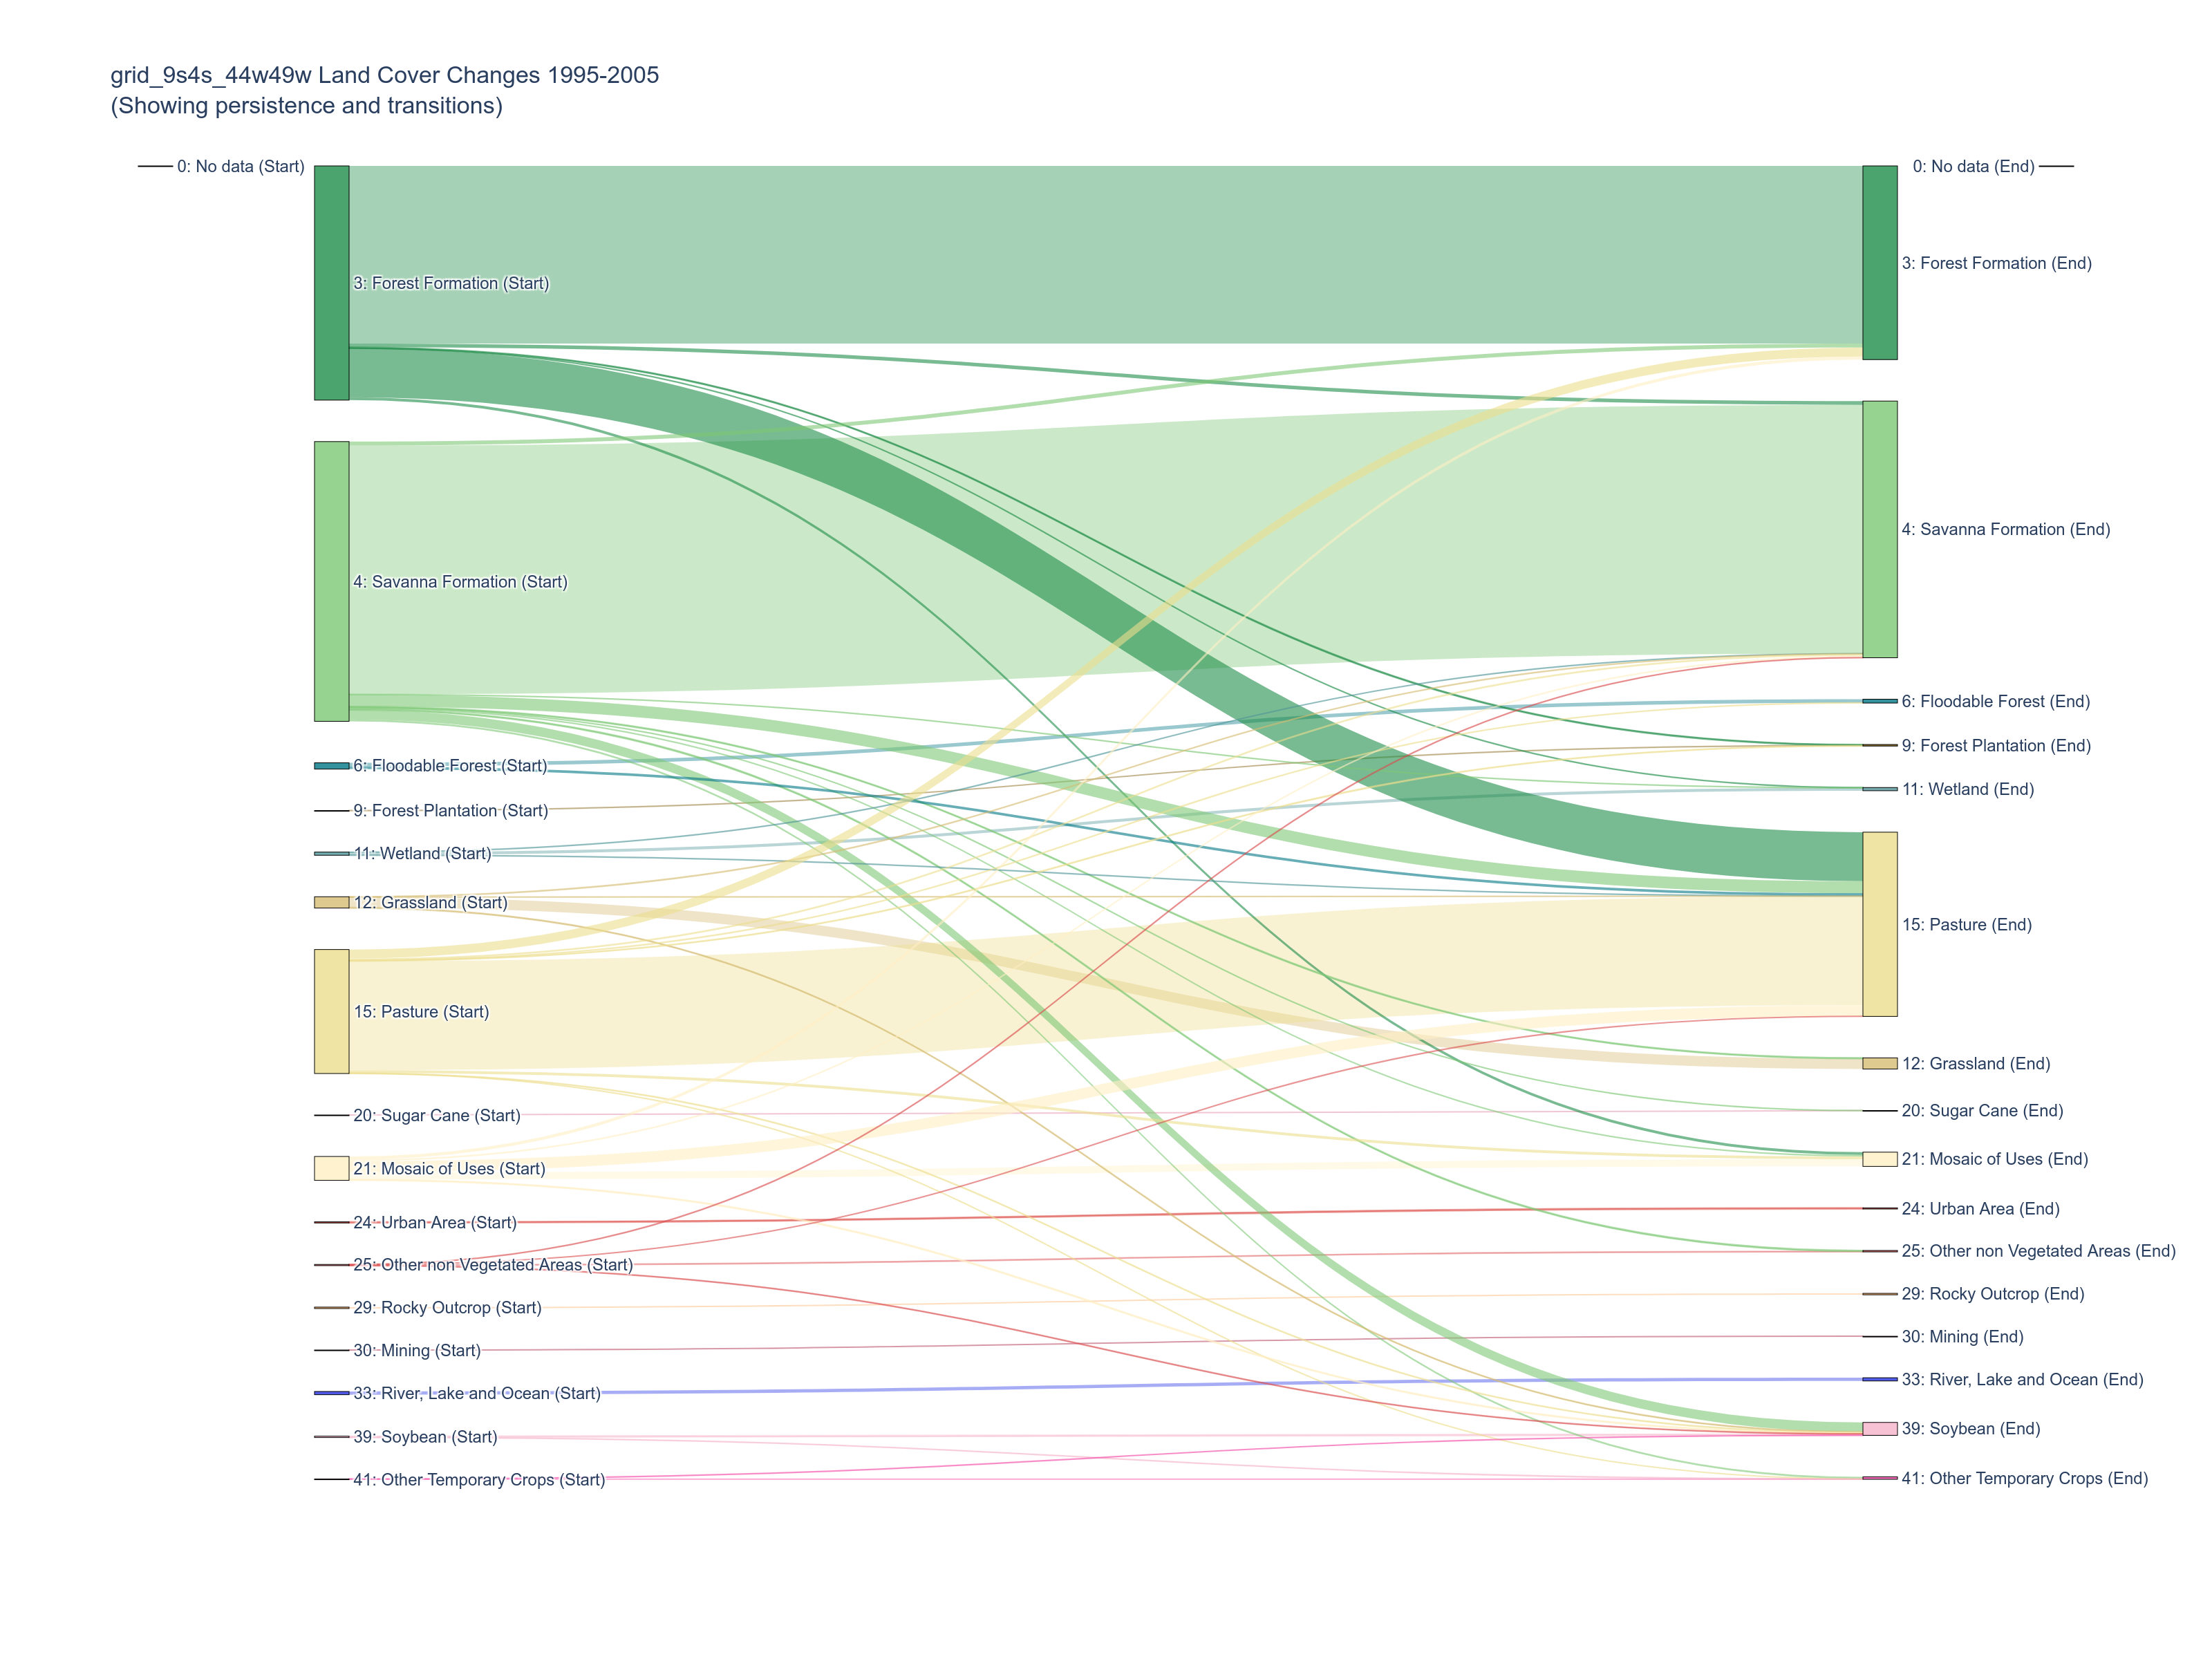 grid_9s4s_44w49w Land Cover Changes 1995-2005
(Showing persistence and transitions)
0: No data (Start)
3: Forest Formation (Start)
4: Savanna Formation (Start)
6: Floodable Forest (Start)
9: Forest Plantation (Start)
11: Wetland (Start)
12: Grassland (Start)
15: Pasture (Start)
20: Sugar Cane (Start)
21: Mosaic of Uses (Start)
24: Urban Area (Start)
25: Other non Vegetated Areas (Start)
29: Rocky Outcrop (Start)
30: Mining (Start)
33: River, Lake and Ocean (Start)
39: Soybean (Start)
41: Other Temporary Crops (Start)
0: No data (End)
3: Forest Formation (End)
4: Savanna Formation (End)
6: Floodable Forest (End)
9: Forest Plantation (End)
11: Wetland (End)
15: Pasture (End)
12: Grassland (End)
20: Sugar Cane (End)
21: Mosaic of Uses (End)
24: Urban Area (End)
25: Other non Vegetated Areas (End)
29: Rocky Outcrop (End)
30: Mining (End)
33: River, Lake and Ocean (End)
39: Soybean (End)
41: Other Temporary Crops (End)